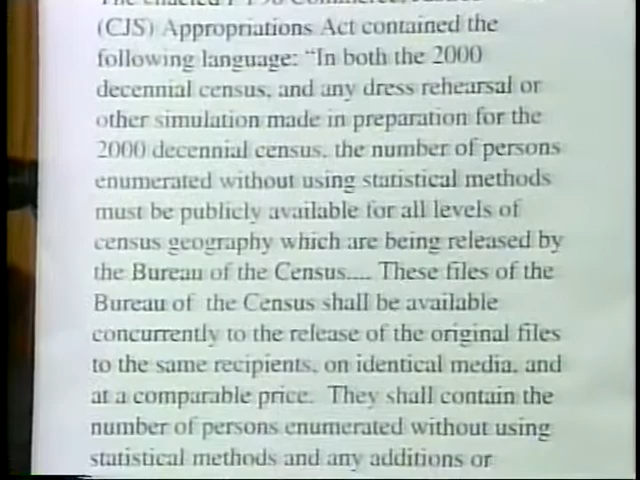 (CJS) Appropriations Act contained the
following language: "In both the 2000
decennial census, and any dress rehearsal or
other simulation made in preparation for the
2000 decennial census, the number of persons
enumerated without using statistical methods
must be publicly available for all levels of
census geography which are being released by
the Bureau of the Census.... These files of the
Bureau of the Census shall be available
concurrently to the release of the original files
to the same recipients, on identical media, and
at a comparable price. They shall contain the
number of persons enumerated without using
statistical methods and any additions or